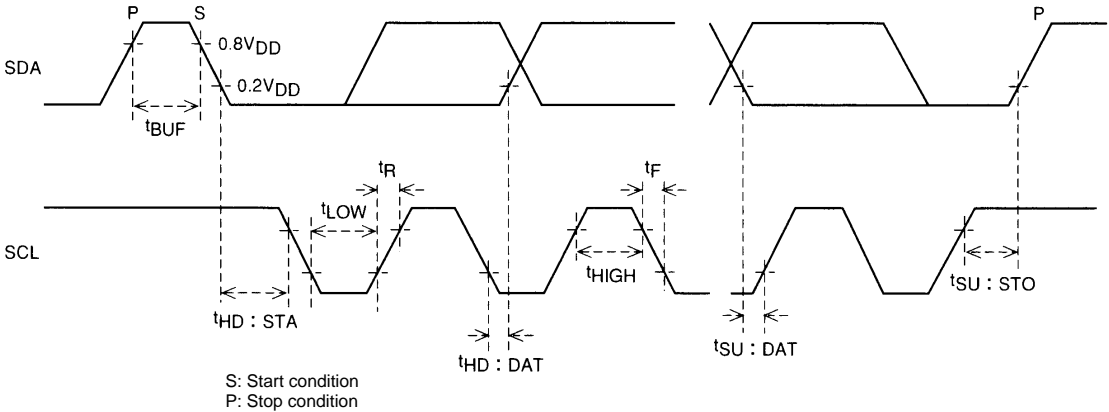 P S P
0.8VDD
SDA
0.2VDD
tBUF
tR tF
tLOW
SCL
tHIGH
tSU : STO
tHD : STA
tSU : DAT
tHD : DAT
S: Start condition
P: Stop condition